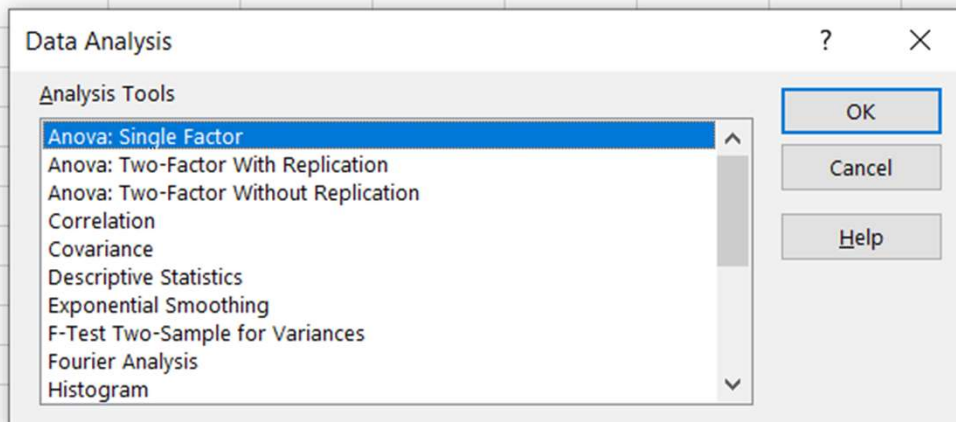 Data Analysis
?
Analysis Tools
Anova: Single Factor
Anova: Two-Factor With Replication
Anova: Two-Factor Without Replication
Correlation
Covariance
Descriptive Statistics
Exponential Smoothing
F-Test Two-Sample for Variances
Fourier Analysis
Histogram
OK
Cancel
Help